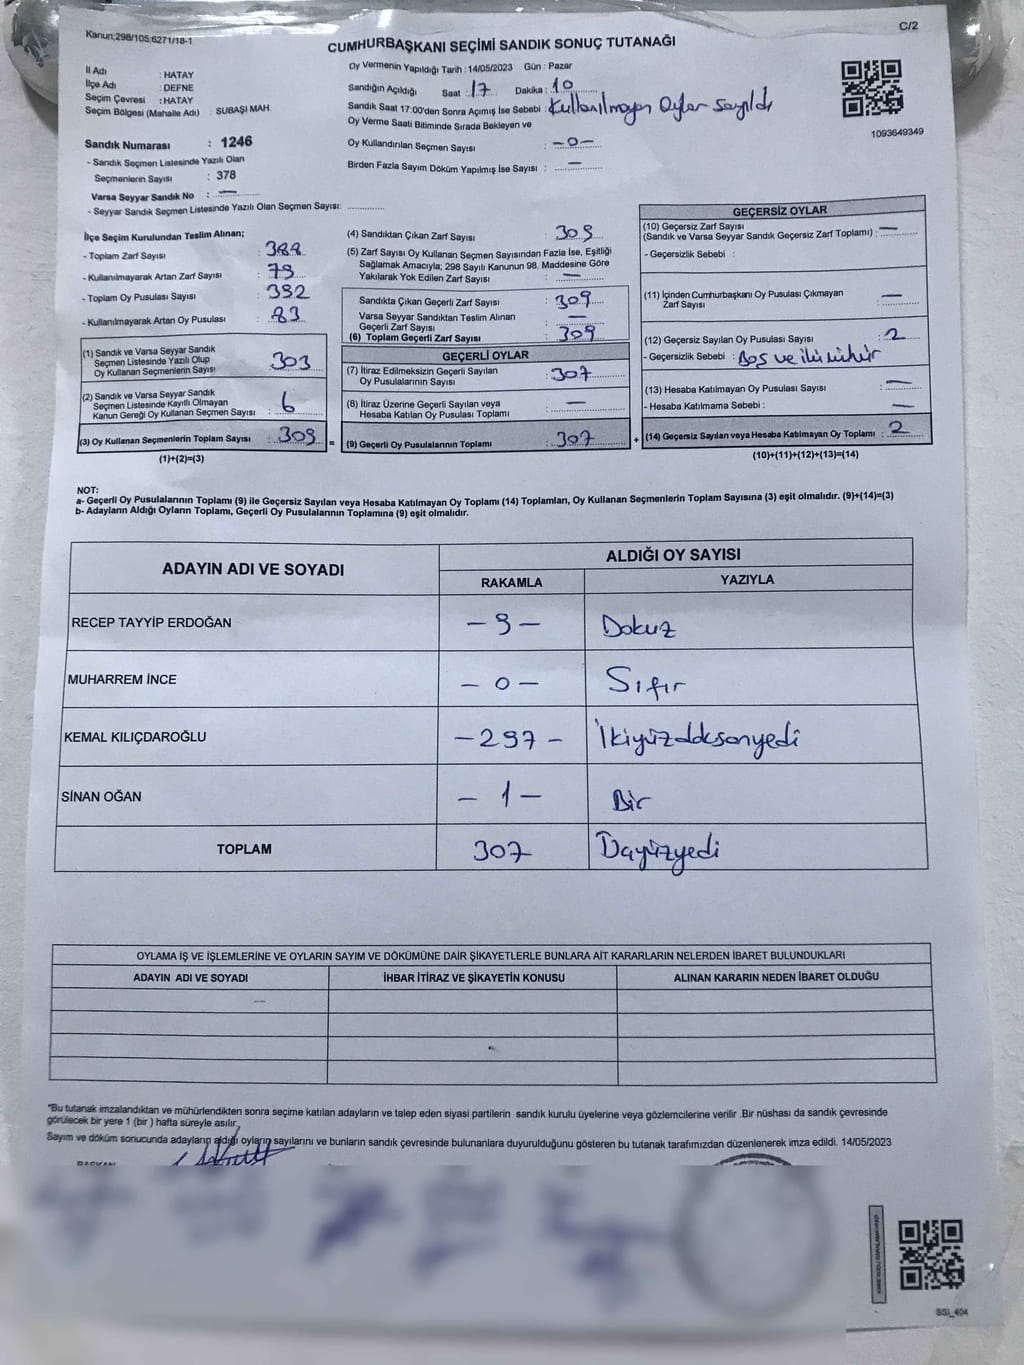 C/2
Kanun:298/105;6271/18-1
CUMHURBAŞKANI SEÇİMİ SANDIK SONUÇ TUTANAĞI
İl Adı : HATAY
İlçe Adı : DEFNE
Seçim Çevresi : HATAY
Seçim Bölgesi (Mahalle Adı) : SUBAŞI MAH.
Oy Vermenin Yapıldığı Tarih : 14/05/2023 Gün : Pazar
Sandığın Açıldığı Saat : 17 Dakika : 10
Sandık Saat 17:00'den Sonra Açımış İse Sebebi : Kullanılmayan Oylar Sayıldı
Oy Verme Saati Bitiminde Sırada Bekleyen ve
Oy Kullandırılan Seçmen Sayısı : -0-
Birden Fazla Sayım Döküm Yapılmış İse Sayısı : —
1093649349
Sandık Numarası : 1246
- Sandık Seçmen Listesinde Yazılı Olan
Seçmenlerin Sayısı : 378
Varsa Seyyar Sandık No : —
- Seyyar Sandık Seçmen Listesinde Yazılı Olan Seçmen Sayısı:
İlçe Seçim Kurulundan Teslim Alınan;
- Toplam Zarf Sayısı : 388
- Kullanılmayarak Artan Zarf Sayısı : 79
- Toplam Oy Pusulası Sayısı : 392
- Kullanılmayarak Artan Oy Pusulası : 83
(1) Sandık ve Varsa Seyyar Sandık
Seçmen Listesinde Yazılı Olup
Oy Kullanan Seçmenlerin Sayısı : 303
(2) Sandık ve Varsa Seyyar Sandık
Seçmen Listesinde Kayıtlı Olmayan
Kanun Gereği Oy Kullanan Seçmen Sayısı : 6
(3) Oy Kullanan Seçmenlerin Toplam Sayısı : 309 =
(1)+(2)=(3)
(4) Sandıktan Çıkan Zarf Sayısı : 309
(5) Zarf Sayısı Oy Kullanan Seçmen Sayısından Fazla İse, Eşitliği
Sağlamak Amacıyla; 298 Sayılı Kanunun 98. Maddesine Göre
Yakılarak Yok Edilen Zarf Sayısı : —
Sandıkta Çıkan Geçerli Zarf Sayısı : 309
Varsa Seyyar Sandıktan Teslim Alınan
Geçerli Zarf Sayısı : —
(6) Toplam Geçerli Zarf Sayısı : 309
GEÇERLİ OYLAR
(7) İtiraz Edilmeksizin Geçerli Sayılan
Oy Pusulalarının Sayısı : 307
(8) İtiraz Üzerine Geçerli Sayılan veya
Hesaba Katılan Oy Pusulası Toplamı : —
(9) Geçerli Oy Pusulalarının Toplamı : 307 +
GEÇERSİZ OYLAR
(10) Geçersiz Zarf Sayısı
(Sandık ve Varsa Seyyar Sandık Geçersiz Zarf Toplamı) : —
- Geçersizlik Sebebi :
(11) İçinden Cumhurbaşkanı Oy Pusulası Çıkmayan
Zarf Sayısı : —
(12) Geçersiz Sayılan Oy Pusulası Sayısı : 2
- Geçersizlik Sebebi : Boş ve iki mühür
(13) Hesaba Katılmayan Oy Pusulası Sayısı : —
- Hesaba Katılmama Sebebi : —
(14) Geçersiz Sayılan veya Hesaba Katılmayan Oy Toplamı : 2
(10)+(11)+(12)+(13)=(14)
NOT:
a- Geçerli Oy Pusulalarının Toplamı (9) ile Geçersiz Sayılan veya Hesaba Katılmayan Oy Toplamı (14) Toplamları, Oy Kullanan Seçmenlerin Toplam Sayısına (3) eşit olmalıdır. (9)+(14)=(3)
b- Adayların Aldığı Oyların Toplamı, Geçerli Oy Pusulalarının Toplamına (9) eşit olmalıdır.
ADAYIN ADI VE SOYADI
ALDIĞI OY SAYISI
RAKAMLA YAZIYLA
RECEP TAYYİP ERDOĞAN -9- Dokuz
MUHARREM İNCE -0- Sıfır
KEMAL KILIÇDAROĞLU -297- İkiyüzddksanyedi
SİNAN OĞAN -1- Bir
TOPLAM 307 Üçyüzyedi
OYLAMA İŞ VE İŞLEMLERİNE VE OYLARIN SAYIM VE DÖKÜMÜNE DAİR ŞİKAYETLERLE BUNLARA AİT KARARLARIN NELERDEN İBARET BULUNDUKLARI
ADAYIN ADI VE SOYADI İHBAR İTİRAZ VE ŞİKAYETİN KONUSU ALINAN KARARIN NEDEN İBARET OLDUĞU
*Bu tutanak imzalandıktan ve mühürlendikten sonra seçime katılan adayların ve talep eden siyasi partilerin sandık kurulu üyelerine veya gözlemcilerine verilir .Bir nüshası da sandık çevresinde
görülecek bir yere 1 (bir ) hafta süreyle asılır.
Sayım ve döküm sonucunda adayların aldığı oyların sayılarını ve bunların sandık çevresinde bulunanlara duyurulduğunu gösteren bu tutanak tarafımızdan düzenlenerek imza edildi. 14/05/2023
BAŞKAN
SSİ_404